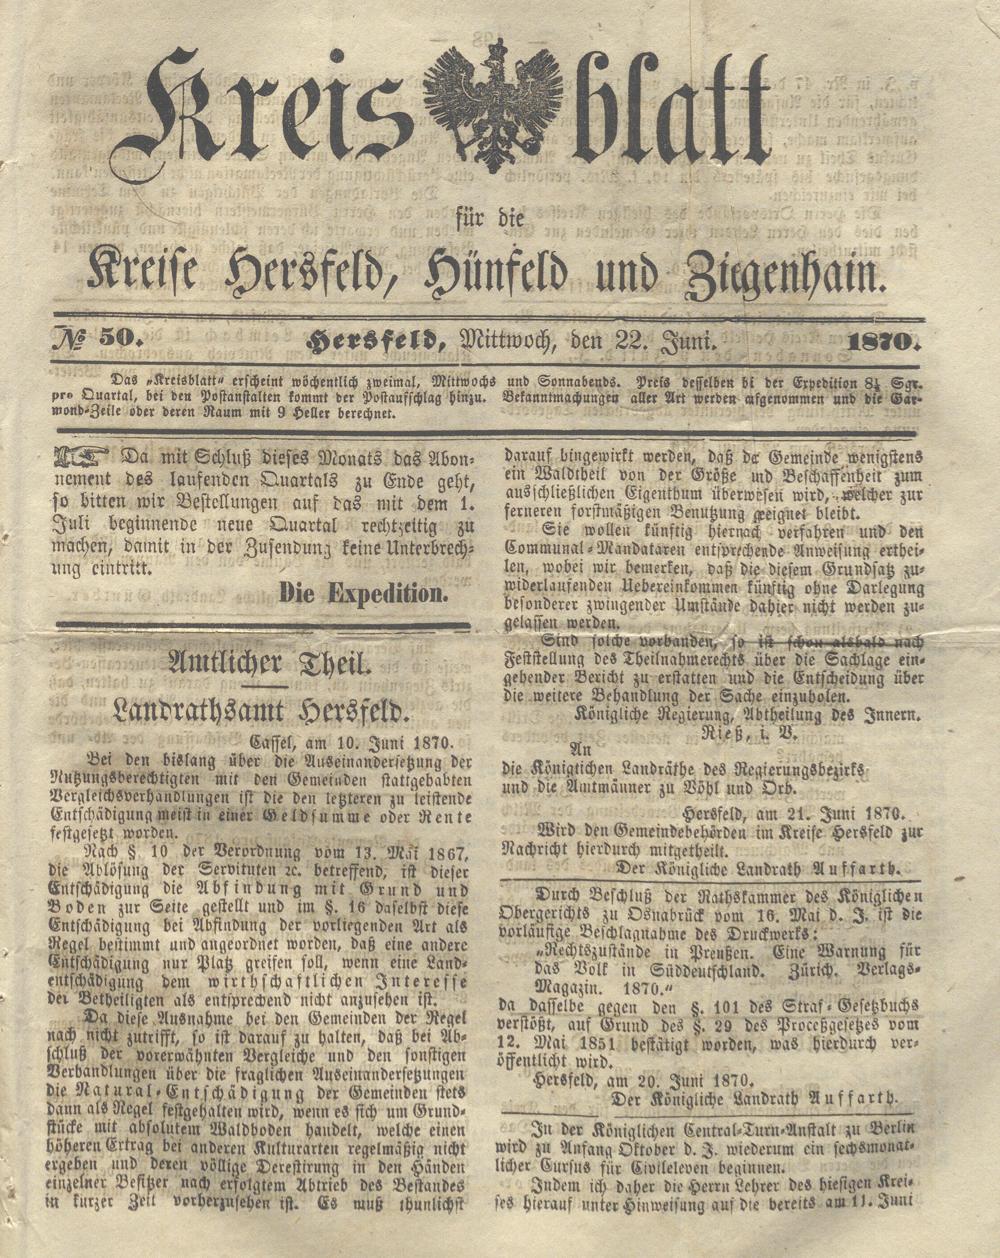 Kreisblatt
für die
Kreise Hersfeld, Hünfeld und Ziegenhain.
№ 50. Hersfeld, Mittwoch, den 22. Juni. 1870.
Das „Kreisblatt“ erscheint wöchentlich zweimal, Mittwochs und Sonnabends. Preis desselben bi der Expedition 8½ Sgr.
pro Quartal, bei den Postanstalten kommt der Postaufschlag hinzu. Bekanntmachungen aller Art werden afgenommen und die Gar-
mond-Zeile oder deren Raum mit 9 Heller berechnet.
☞ Da mit Schluß dieses Monats das Abon-
nement des laufenden Quartals zu Ende geht,
so bitten wir Bestellungen auf das mit dem 1.
Juli beginnende neue Quartal rechtzeitig zu
machen, damit in der Zusendung keine Unterbrech-
ung eintritt.
Die Expedition.
Amtlicher Theil.
Landrathsamt Hersfeld.
Cassel, am 10. Juni 1870.
Bei den bislang über die Auseinandersetzung der
Nutzungsberechtigten mit den Gemeinden stattgehabten
Vergleichsverhandlungen ist die den letzteren zu leistende
Entschädigung meist in einer Geldsumme oder Rente
festgesetzt worden.
Nach §. 10 der Verordnung vom 13. Mai 1867,
die Ablösung der Servituten ꝛc. betreffend, ist dieser
Entschädigung die Abfindung mit Grund und
Boden zur Seite gestellt und im §. 16 daselbst diese
Entschädigung bei Abfindung der vorliegenden Art als
Regel bestimmt und angeordnet worden, daß eine andere
Entschädigung nur Platz greifen soll, wenn eine Land-
entschädigung dem wirthschaftlichen Interesse
der Betheiligten als entsprechend nicht anzusehen ist.
Da diese Ausnahme bei den Gemeinden der Regel
nach nicht zutrifft, so ist darauf zu halten, daß bei Ab-
schluß der vorerwähnten Vergleiche und den sonstigen
Verhandlungen über die fraglichen Auseinandersetzungen
die Natural-Entschädigung der Gemeinden stets
dann als Regel festgehalten wird, wenn es sich um Grund-
stücke mit absolutem Waldboden handelt, welche einen
höheren Ertrag bei anderen Kulturarten regelmäßig nicht
ergeben und deren völlige Derestirung in den Händen
einzelner Besitzer nach erfolgtem Abtrieb des Bestandes
in kurzer Zeit vorherzusehen ist. Es muß thunlichst
darauf hingewirkt werden, daß de Gemeinde wenigstens
ein Waldtheil von der Größe und Beschaffenheit zum
ausschließlichen Eigenthum überwiesen wird, welcher zur
ferneren forstmäßigen Benutzung geeignet bleibt.
Sie wollen künftig hiernach verfahren und den
Communal-Mandataren entsprechende Anweisung erthei-
len, wobei wir bemerken, daß die diesem Grundsatz zu-
widerlaufenden Uebereinkommen künftig ohne Darlegung
besonderer zwingender Umstände dahier nicht werden zu-
gelassen werden.
Sind solche vorhanden, so ist schon alsbald nach
Feststellung des Theilnahmerechts über die Sachlage ein-
gehender Bericht zu erstatten und die Entscheidung über
die weitere Behandlung der Sache einzuholen.
Königliche Regierung, Abtheilung des Innern.
Rieß, i. V.
An
die Königlichen Landräthe des Regierungsbezirks
und die Amtmänner zu Vöhl und Orb.
Hersfeld, am 21. Juni 1870.
Wird den Gemeindebehörden im Kreise Hersfeld zur
Nachricht hierdurch mitgetheilt.
Der Königliche Landrath Auffarth.
Durch Beschluß der Rathskammer des Königlichen
Obergerichts zu Osnabrück vom 16. Mai d. J. ist die
vorläufige Beschlagnahme des Druckwerks:
„Rechtszustände in Preußen. Eine Warnung für
das Volk in Süddeutschland. Zürich. Verlags-
Magazin. 1870.“
da dasselbe gegen den §. 101 des Straf-Gesetzbuchs
verstößt, auf Grund des §. 29 des Proceßgesetzes vom
12. Mai 1851 bestätigt worden, was hierdurch ver-
öffentlicht wird.
Hersfeld, am 20. Juni 1870.
Der Königliche Landrath Auffarth.
In der Königlichen Central-Turn-Anstalt zu Berlin
wird zu Anfang Oktober d. J. wiederum ein sechsmonat-
licher Cursus für Civileleven beginnen.
Indem ich daher die Herrn Lehrer des hiesigen Krei-
ses hierauf unter Hinweisung auf die bereits am 11. Juni